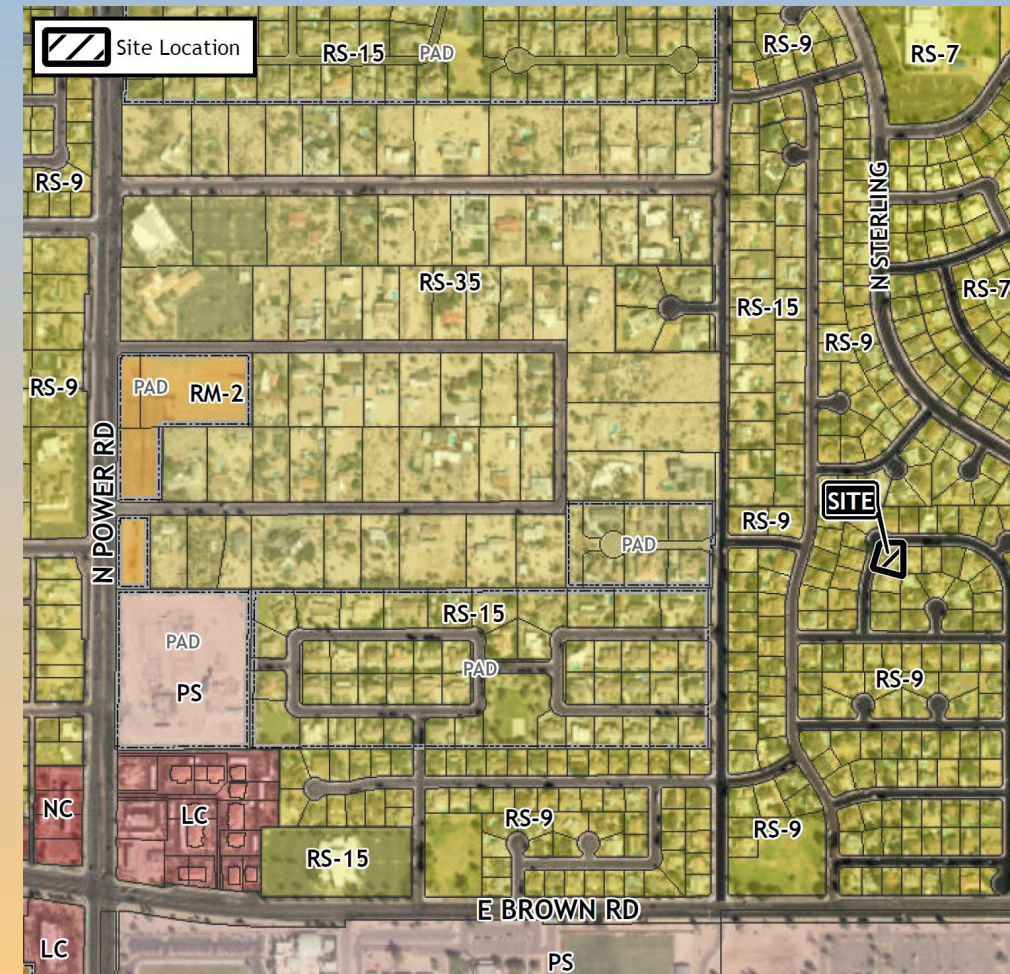 Site Location
RS-15
PAD
RS-9
RS-7
RS-9
N STERLING
RS-35
RS-7
RS-15
RS-9
RS-9
PAD
RM-2
N POWER RD
SITE
RS-9
PAD
RS-15
PAD
PAD
PS
RS-9
NC
LC
RS-9
RS-9
RS-15
E BROWN RD
LC
PS